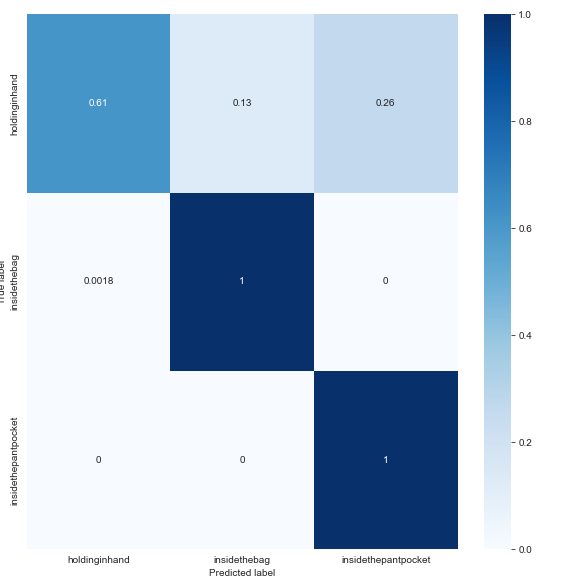 1.0
holdinginhand
0.61
0.13
0.26
0.8
0.6
True label
insidethebag
0.0018
1
0
0.4
insidethepantpocket
0
0
1
0.2
0.0
holdinginhand
insidethebag
insidethepantpocket
Predicted label